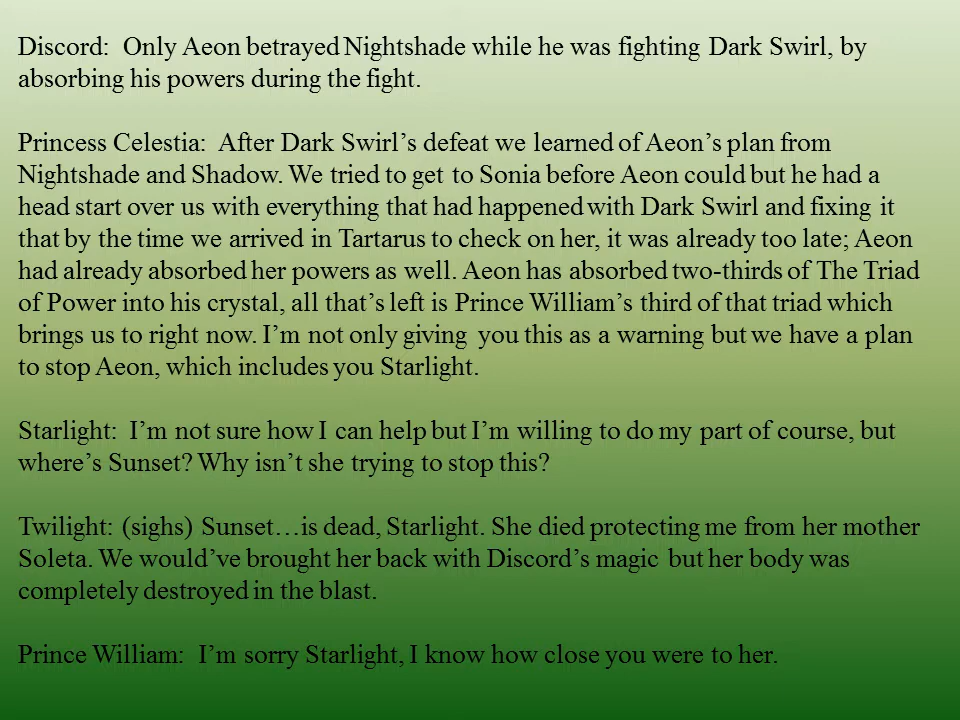 Discord:  Only Aeon betrayed Nightshade while he was fighting Dark Swirl, by
absorbing his powers during the fight.
Princess Celestia:  After Dark Swirl’s defeat we learned of Aeon’s plan from
Nightshade and Shadow. We tried to get to Sonia before Aeon could but he had a
head start over us with everything that had happened with Dark Swirl and fixing it
that by the time we arrived in Tartarus to check on her, it was already too late; Aeon
had already absorbed her powers as well. Aeon has absorbed two-thirds of The Triad
of Power into his crystal, all that’s left is Prince William’s third of that triad which
brings us to right now. I’m not only giving  you this as a warning but we have a plan
to stop Aeon, which includes you Starlight.
Starlight:  I’m not sure how I can help but I’m willing to do my part of course, but
where’s Sunset? Why isn’t she trying to stop this?
Twilight: (sighs) Sunset…is dead, Starlight. She died protecting me from her mother
Soleta. We would’ve brought her back with Discord’s magic but her body was
completely destroyed in the blast.
Prince William:  I’m sorry Starlight, I know how close you were to her.